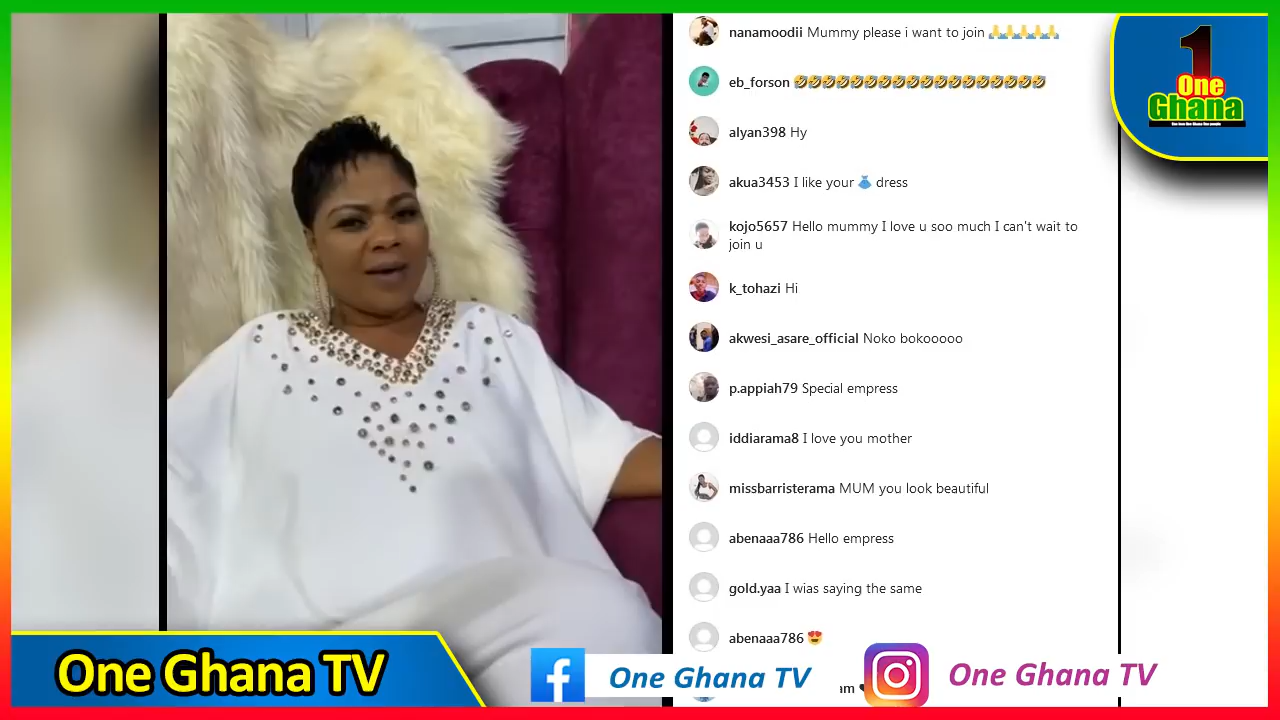 nanamoodii Mummy please i want to join 🙏🙏🙏🙏🙏
eb_forson 🤣🤣🤣🤣🤣🤣🤣🤣🤣🤣🤣🤣🤣🤣🤣🤣🤣🤣
alyan398 Hy
akua3453 I like your 👗 dress
kojo5657 Hello mummy I love u soo much I can't wait to
join u
k_tohazi Hi
akwesi_asare_official Noko bokooooo
p.appiah79 Special empress
iddiarama8 I love you mother
missbarristerama MUM you look beautiful
abenaaa786 Hello empress
gold.yaa I wias saying the same
abenaaa786 😍
am
1
One
Ghana
One Ghana TV
One Ghana TV
One Ghana TV